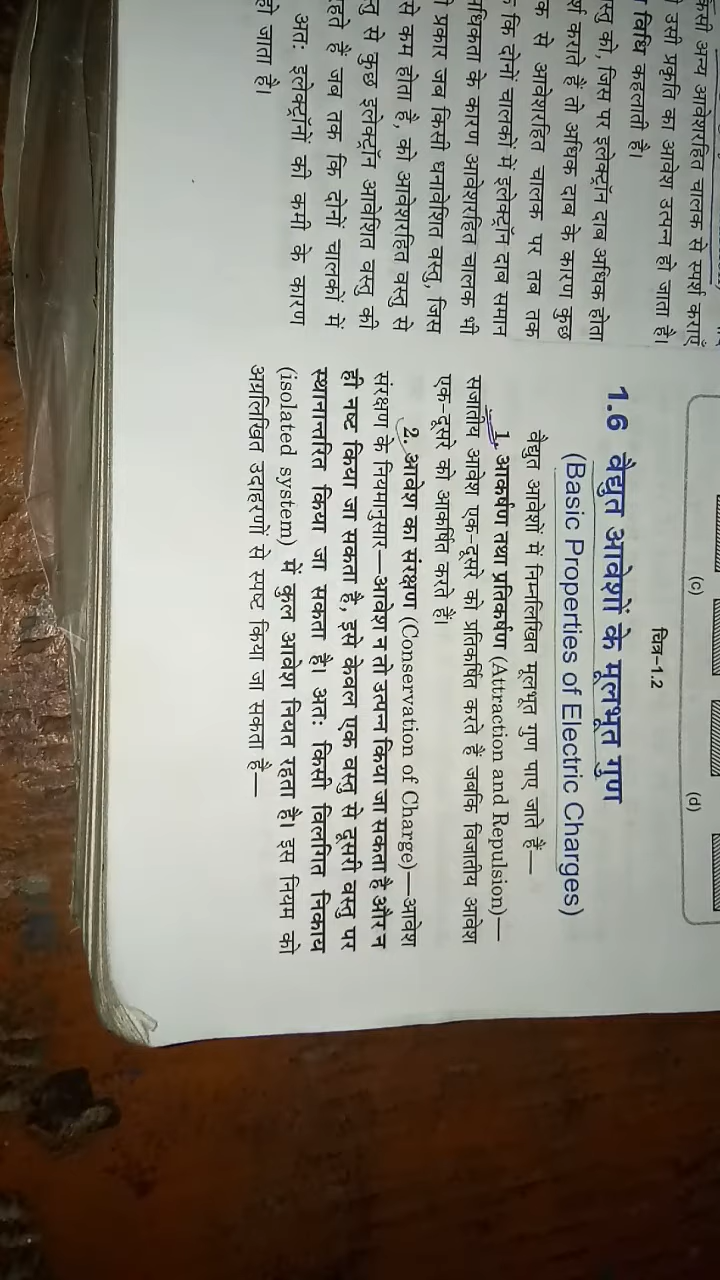 किसी अन्य आवेशरहित चालक से स्पर्श कराएँ
उसी प्रकृति का आवेश उत्पन्न हो जाता है।
विधि कहलाती है।
को, जिस पर इलेक्ट्रॉन दाब अधिक होता
कराते हैं तो अधिक दाब के कारण कुछ
से आवेशरहित चालक पर तब तक
कि दोनों चालकों में इलेक्ट्रॉन दाब समान
के कारण आवेशरहित चालक भी
प्रकार जब किसी धनावेशित वस्तु, जिस
से कम होता है, को आवेशरहित वस्तु से
से कुछ इलेक्ट्रॉन आवेशित वस्तु की
हैं जब तक कि दोनों चालकों में
अतः इलेक्ट्रॉनों की कमी के कारण
हो जाता है।
(c)
(d)
चित्र-1.2
1.6 वैद्युत आवेशों के मूलभूत गुण
(Basic Properties of Electric Charges)
वैद्युत आवेशों में निम्नलिखित मूलभूत गुण पाए जाते हैं—
1. आकर्षण तथा प्रतिकर्षण (Attraction and Repulsion)—
सजातीय आवेश एक-दूसरे को प्रतिकर्षित करते हैं जबकि विजातीय आवेश
एक-दूसरे को आकर्षित करते हैं।
2. आवेश का संरक्षण (Conservation of Charge)—आवेश
संरक्षण के नियमानुसार—आवेश न तो उत्पन्न किया जा सकता है और न
ही नष्ट किया जा सकता है, इसे केवल एक वस्तु से दूसरी वस्तु पर
स्थानान्तरित किया जा सकता है। अतः किसी विलगित निकाय
(isolated system) में कुल आवेश नियत रहता है। इस नियम को
अग्रलिखित उदाहरणों से स्पष्ट किया जा सकता है—